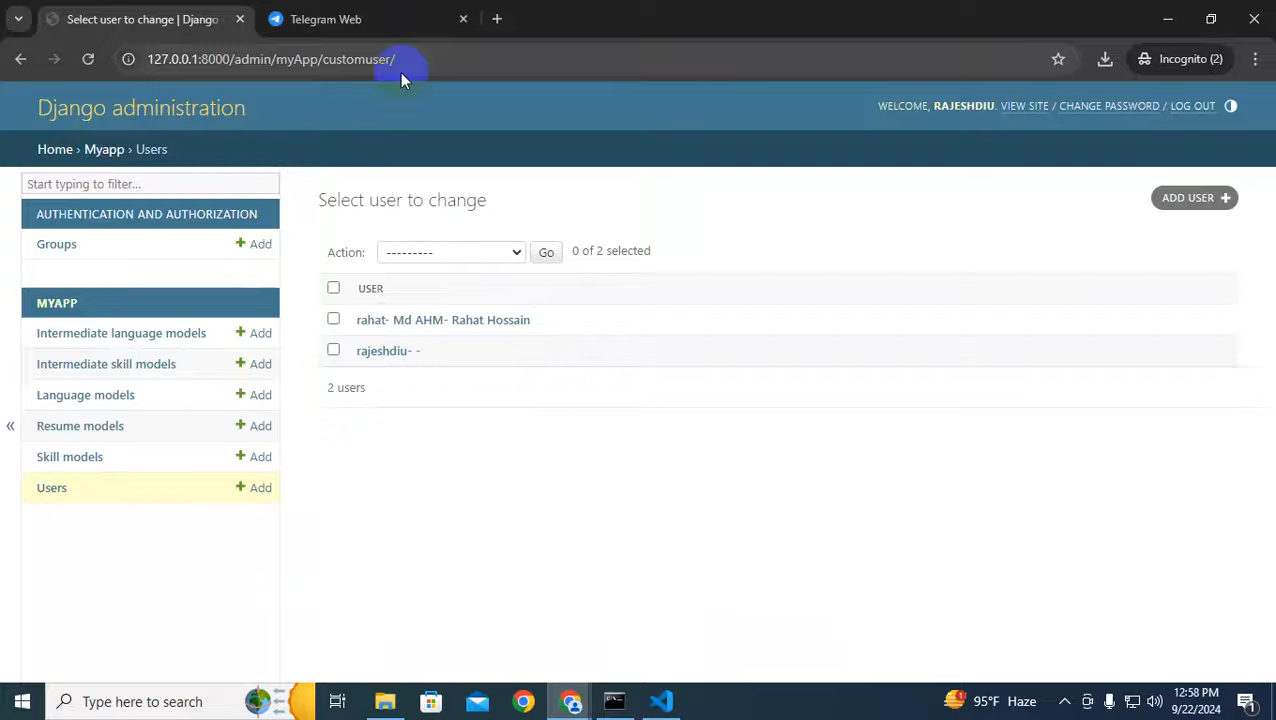 Select user to change | Django
Telegram Web
127.0.0.1:8000/admin/myApp/customuser/
Incognito (2)
Django administration
WELCOME, RAJESHDIU. VIEW SITE / CHANGE PASSWORD / LOG OUT
Home › Myapp › Users
Start typing to filter...
AUTHENTICATION AND AUTHORIZATION
Groups + Add
MYAPP
Intermediate language models + Add
Intermediate skill models + Add
Language models + Add
Resume models + Add
Skill models + Add
Users + Add
«
Select user to change
ADD USER +
Action: --------- Go 0 of 2 selected
USER
rahat- Md AHM- Rahat Hossain
rajeshdiu- -
2 users
Type here to search
1
95°F Haze
12:58 PM
9/22/2024
1